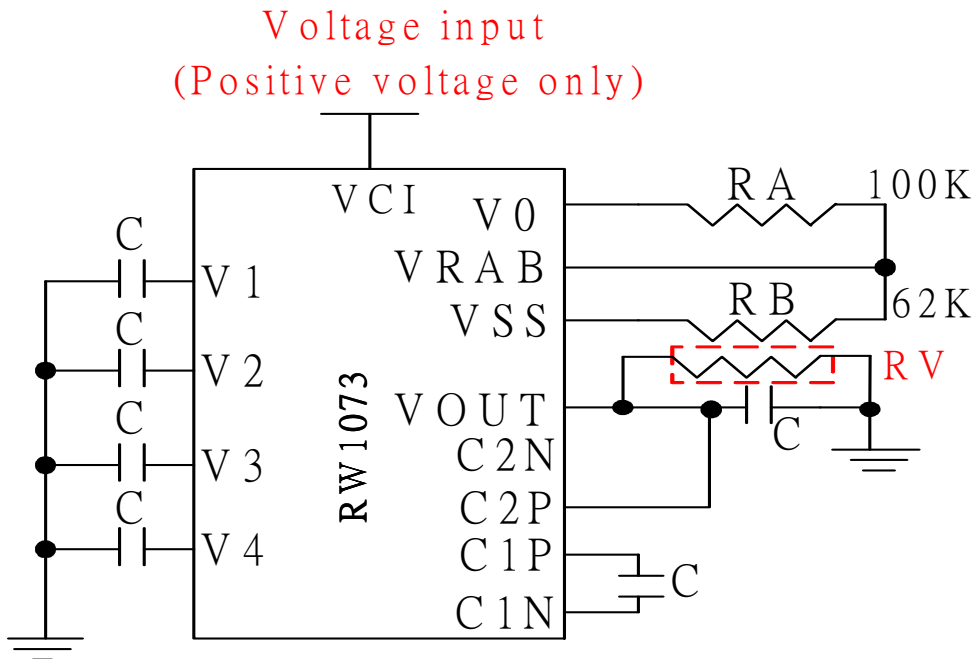 Voltage input
(Positive voltage only)
VCI
V0
RA
100K
C
V1
VRAB
VSS
RB
62K
C
V2
RV
VOUT
C
C
V3
C2N
C2P
C
V4
C1P
C
C1N
RW1073